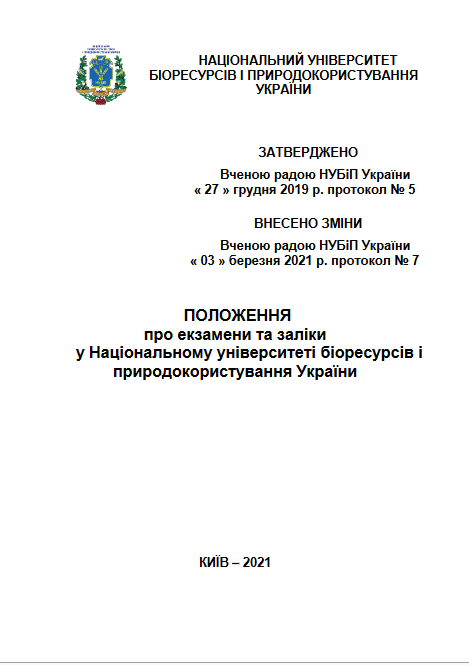 НАЦІОНАЛЬНИЙ УНІВЕРСИТЕТ
БІОРЕСУРСІВ І ПРИРОДОКОРИСТУВАННЯ
УКРАЇНИ
ЗАТВЕРДЖЕНО
Вченою радою НУБіП України
« 27 » грудня 2019 р. протокол № 5
ВНЕСЕНО ЗМІНИ
Вченою радою НУБіП України
« 03 » березня 2021 р. протокол № 7
ПОЛОЖЕННЯ
про екзамени та заліки
у Національному університеті біоресурсів і
природокористування України
КИЇВ – 2021